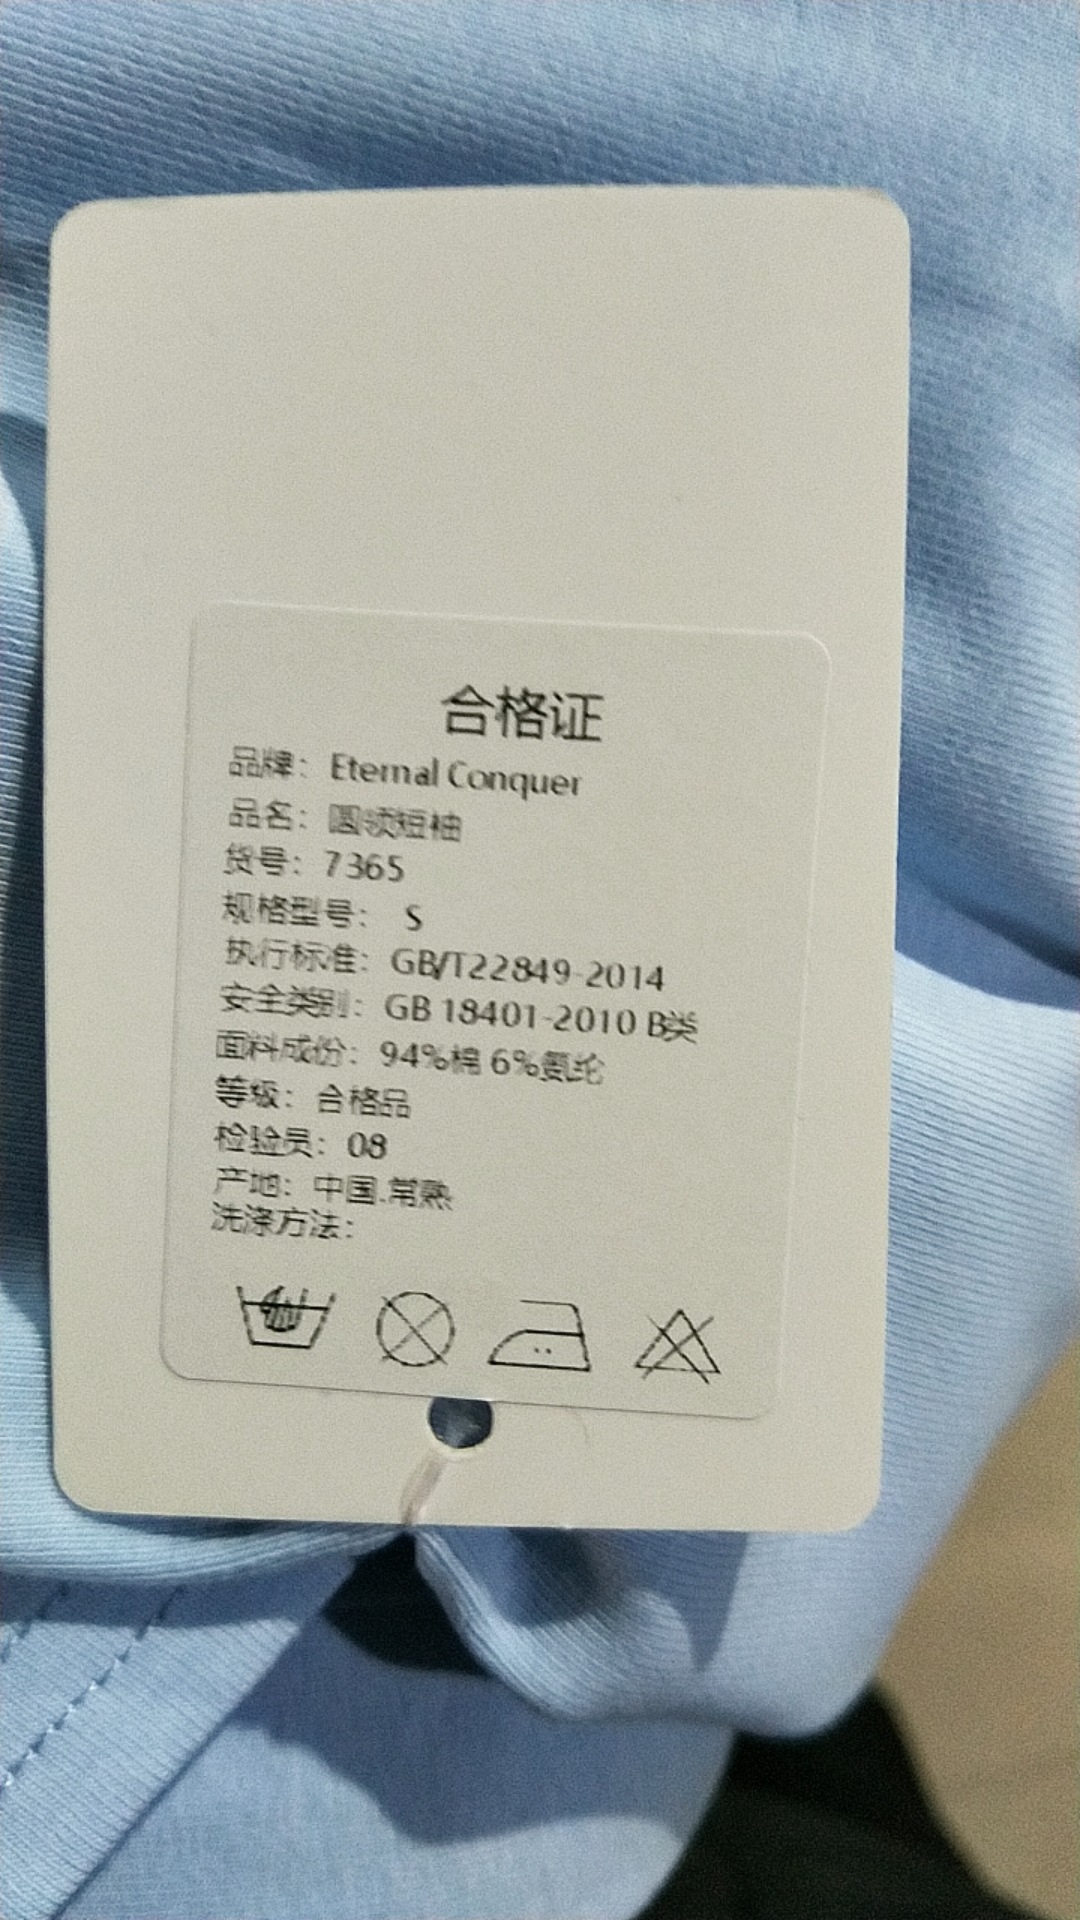 合格证
品牌：Eternal Conquer
品名：圆领短袖
货号：7365
规格型号： S
执行标准：GB/T22849-2014
安全类别：GB 18401-2010 B类
面料成份：94%棉 6%氨纶
等级：合格品
检验员：08
产地：中国.常熟
洗涤方法：